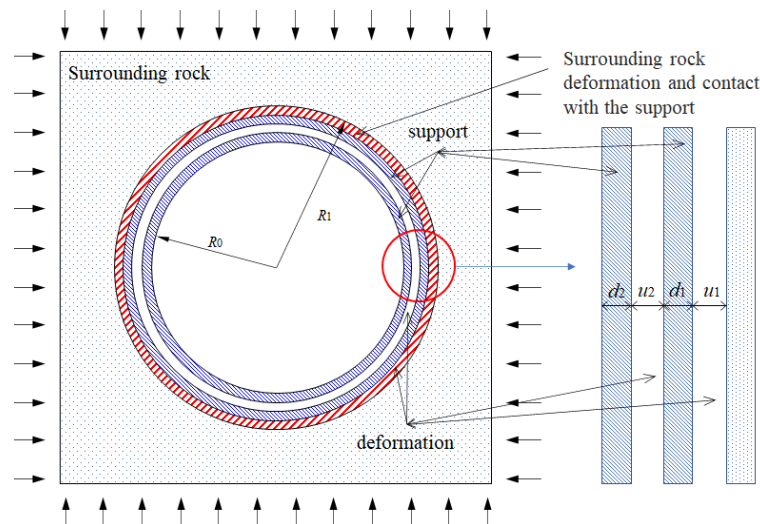 Surrounding rock
Surrounding rock
deformation and contact
with the support
support
R1
R0
d2 u2 d1 u1
deformation